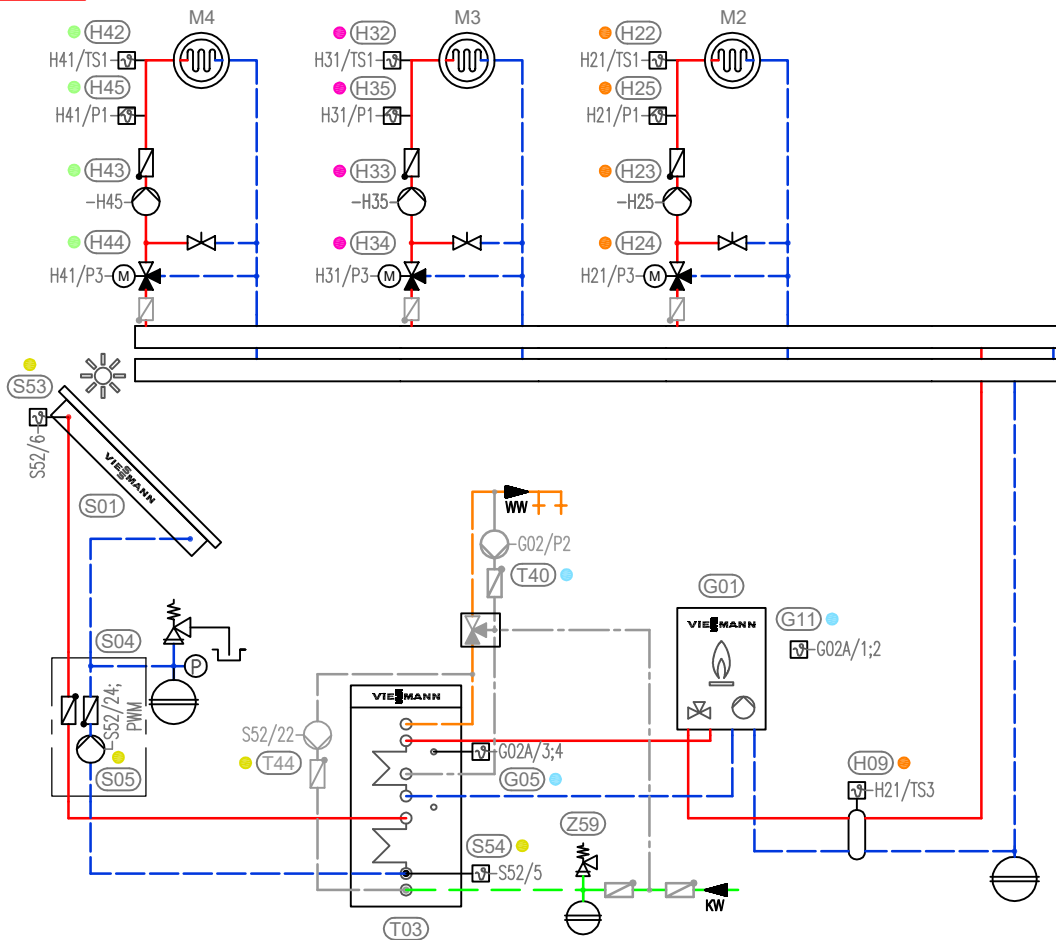 M4
M3
M2
H42
H32
H22
H41/TS1
H31/TS1
H21/TS1
H45
H35
H25
H41/P1
H31/P1
H21/P1
H43
H33
H23
H45
H35
H25
H44
H34
H24
H41/P3
M
H31/P3
M
H21/P3
M
S53
S52/6
VIESSMANN
S01
WW
G02/P2
T40
G01
VIESSMANN
G11
G02A/1;2
S04
P
S52/24;
PWM
S05
VIESSMANN
S52/22
G02A/3;4
T44
G05
H09
H21/TS3
Z59
S54
S52/5
KW
T03